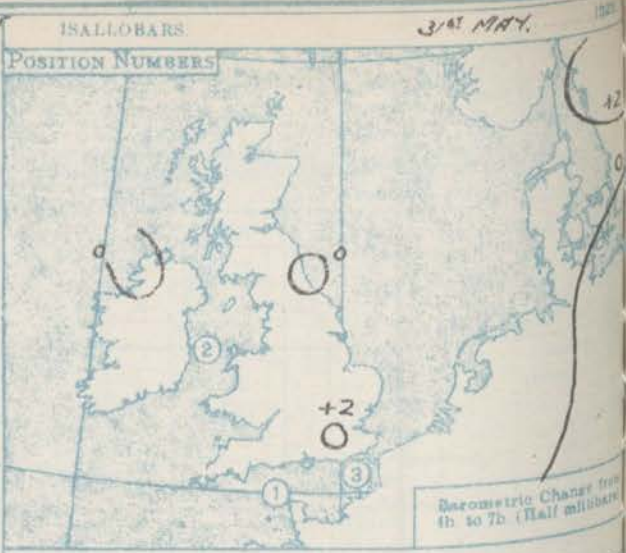 ISALLOBARS 31ST MAY.
POSITION NUMBERS
+2
0
0
0
2
+2
3
1
Barometric Change from
4h to 7h (Half millibars